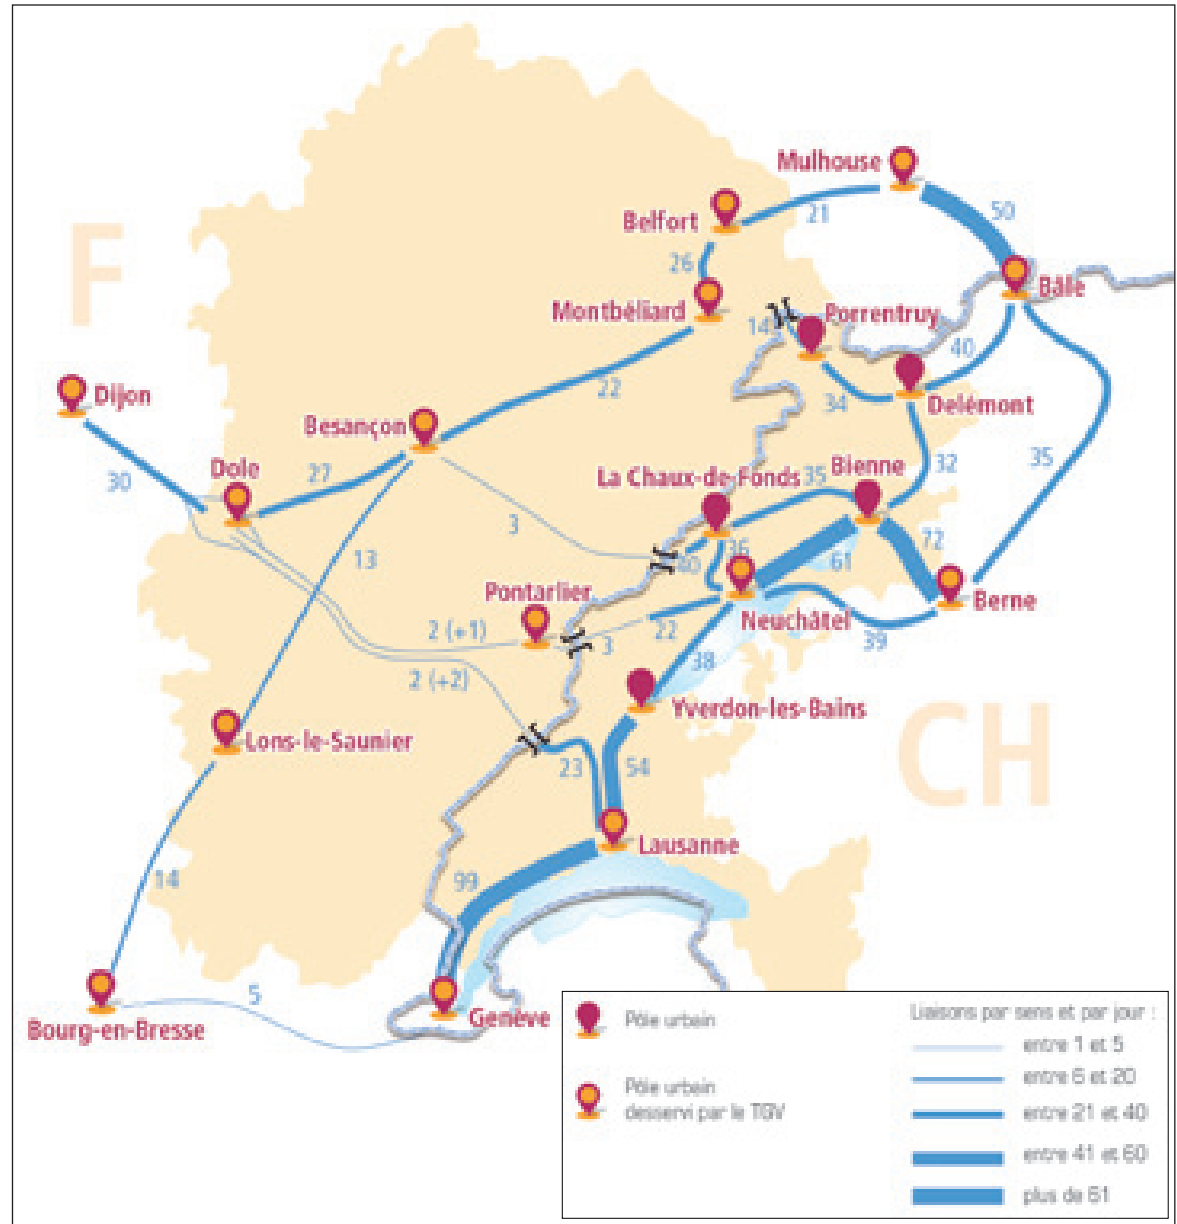 Mulhouse
Belfort
21
50
F
26
Bâle
Montbéliard
14
Porrentruy
40
Dijon
22
34
Delémont
Besançon
Dole
27
La Chaux-de-Fonds
35
Bienne
32
35
30
3
13
40
36
61
72
Pontarlier
Berne
2 (+1)
3
22
Neuchâtel
39
2 (+2)
38
Yverdon-les-Bains
Lons-le-Saunier
CH
23
54
Lausanne
14
99
5
Bourg-en-Bresse
Genève
Pôle urbain
Pôle urbain
desservi par le TGV
Liaisons par sens et par jour :
entre 1 et 5
entre 6 et 20
entre 21 et 40
entre 41 et 60
plus de 61